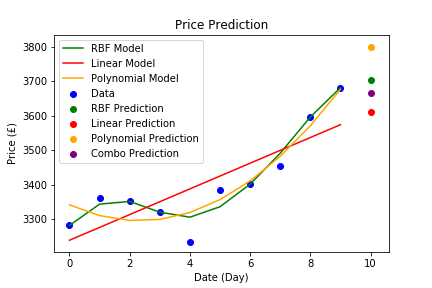 Price Prediction
Price (£)
3800
3700
3600
3500
3400
3300
RBF Model
Linear Model
Polynomial Model
Data
RBF Prediction
Linear Prediction
Polynomial Prediction
Combo Prediction
0 2 4 6 8 10
Date (Day)